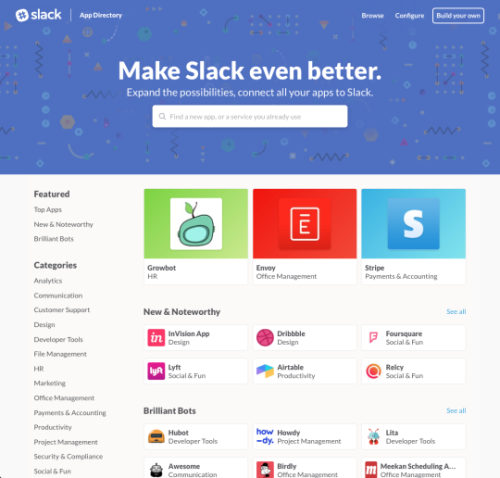 slack App Directory Browse Configure Build your own
Make Slack even better.
Expand the possibilities, connect all your apps to Slack.
Find a new app, or a service you already use
Featured
Top Apps
New & Noteworthy
Brilliant Bots
Categories
Analytics
Communication
Customer Support
Design
Developer Tools
File Management
HR
Marketing
Office Management
Payments & Accounting
Productivity
Project Management
Security & Compliance
Social & Fun
Growbot
HR
E
Envoy
Office Management
S
Stripe
Payments & Accounting
New & Noteworthy See all
in
InVision App
Design
Dribbble
Design
Foursquare
Social & Fun
lyft
Lyft
Social & Fun
Airtable
Productivity
Relcy
Social & Fun
Brilliant Bots See all
Hubot
Developer Tools
how
-dy.
Howdy
Project Management
Lita
Developer Tools
Awesome
Communication
Birdly
Office Management
m
Meekan Scheduling A...
Office Management